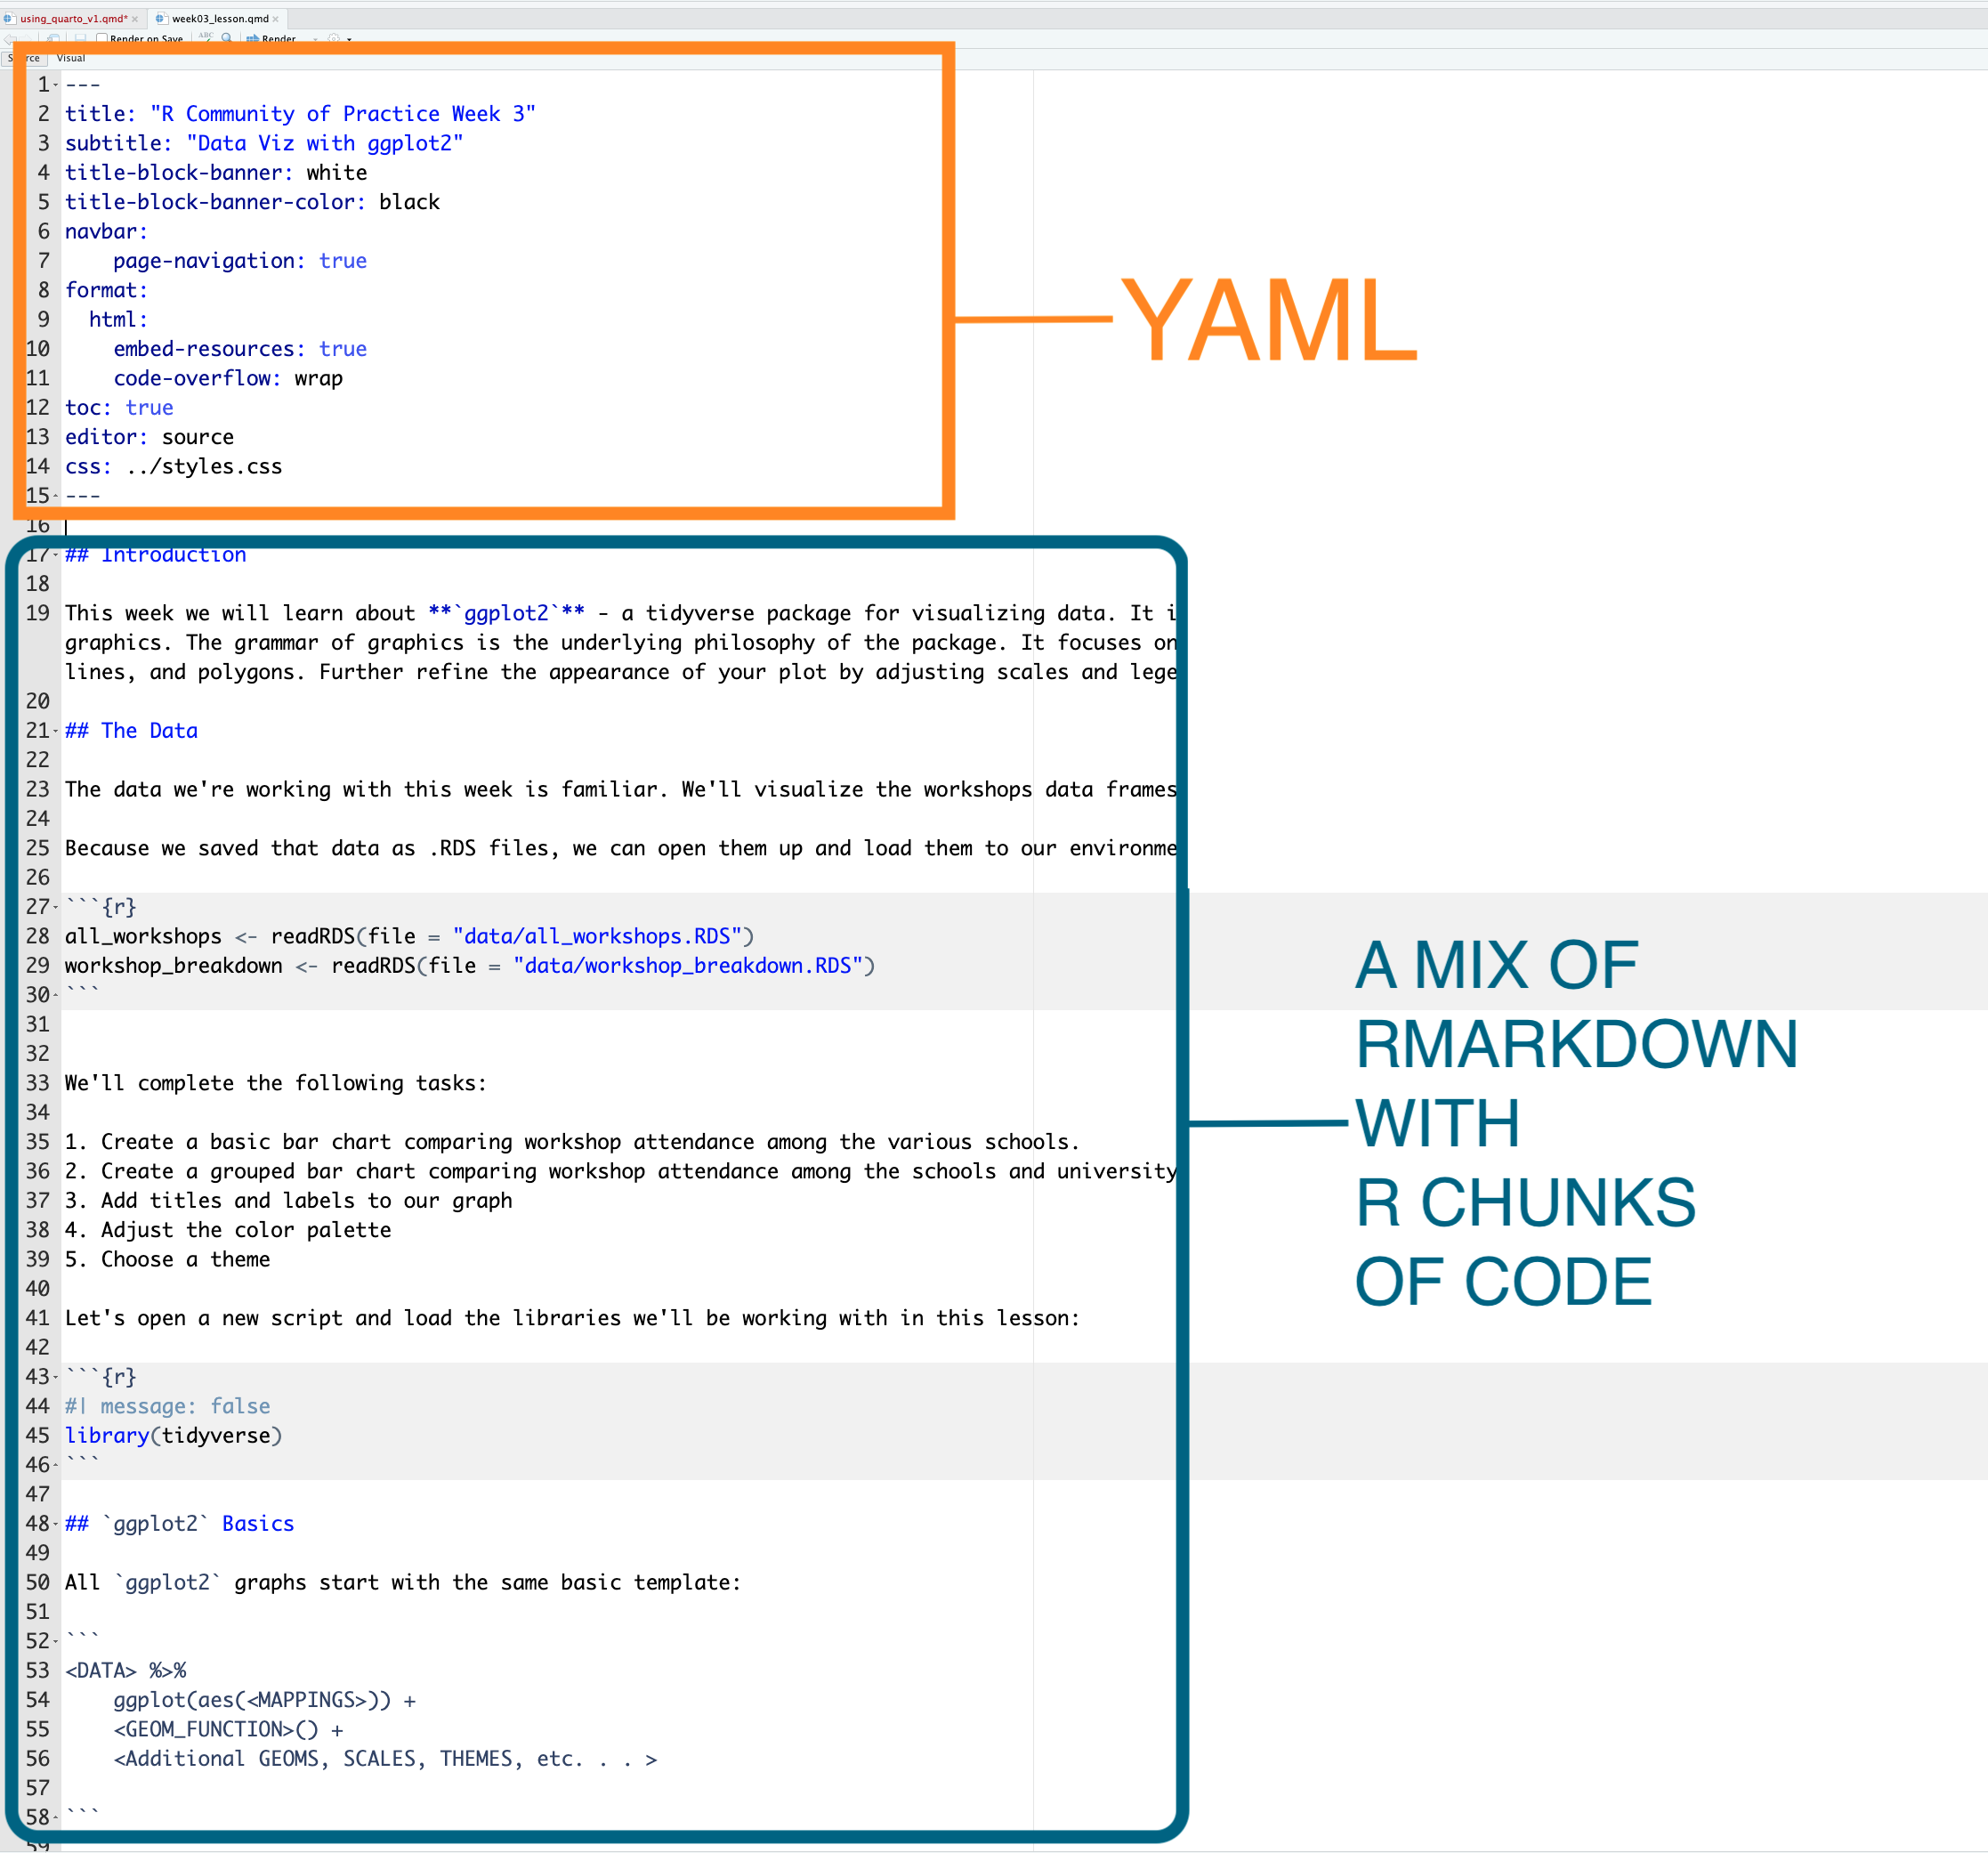 using_quarto_v1.qmd* × week03_lesson.qmd ×
Render on Save ABC Render
Source Visual
1 ---
2 title: "R Community of Practice Week 3"
3 subtitle: "Data Viz with ggplot2"
4 title-block-banner: white
5 title-block-banner-color: black
6 navbar:
7 page-navigation: true
8 format:
9 html:
10 embed-resources: true
11 code-overflow: wrap
12 toc: true
13 editor: source
14 css: ../styles.css
15 ---
YAML
16
17 ## Introduction
18
19 This week we will learn about **`ggplot2`** - a tidyverse package for visualizing data. It i
graphics. The grammar of graphics is the underlying philosophy of the package. It focuses on
lines, and polygons. Further refine the appearance of your plot by adjusting scales and lege
20
21 ## The Data
22
23 The data we're working with this week is familiar. We'll visualize the workshops data frames
24
25 Because we saved that data as .RDS files, we can open them up and load them to our environme
26
27 ```{r}
28 all_workshops <- readRDS(file = "data/all_workshops.RDS")
29 workshop_breakdown <- readRDS(file = "data/workshop_breakdown.RDS")
30 ```
31
32
33 We'll complete the following tasks:
34
35 1. Create a basic bar chart comparing workshop attendance among the various schools.
36 2. Create a grouped bar chart comparing workshop attendance among the schools and university
37 3. Add titles and labels to our graph
38 4. Adjust the color palette
39 5. Choose a theme
40
41 Let's open a new script and load the libraries we'll be working with in this lesson:
42
43 ```{r}
44 #| message: false
45 library(tidyverse)
46 ```
47
48 ## `ggplot2` Basics
49
50 All `ggplot2` graphs start with the same basic template:
51
52 ```
53 <DATA> %>%
54 ggplot(aes(<MAPPINGS>)) +
55 <GEOM_FUNCTION>() +
56 <Additional GEOMS, SCALES, THEMES, etc. . . >
57
58 ```
59
A MIX OF
RMARKDOWN
WITH
R CHUNKS
OF CODE